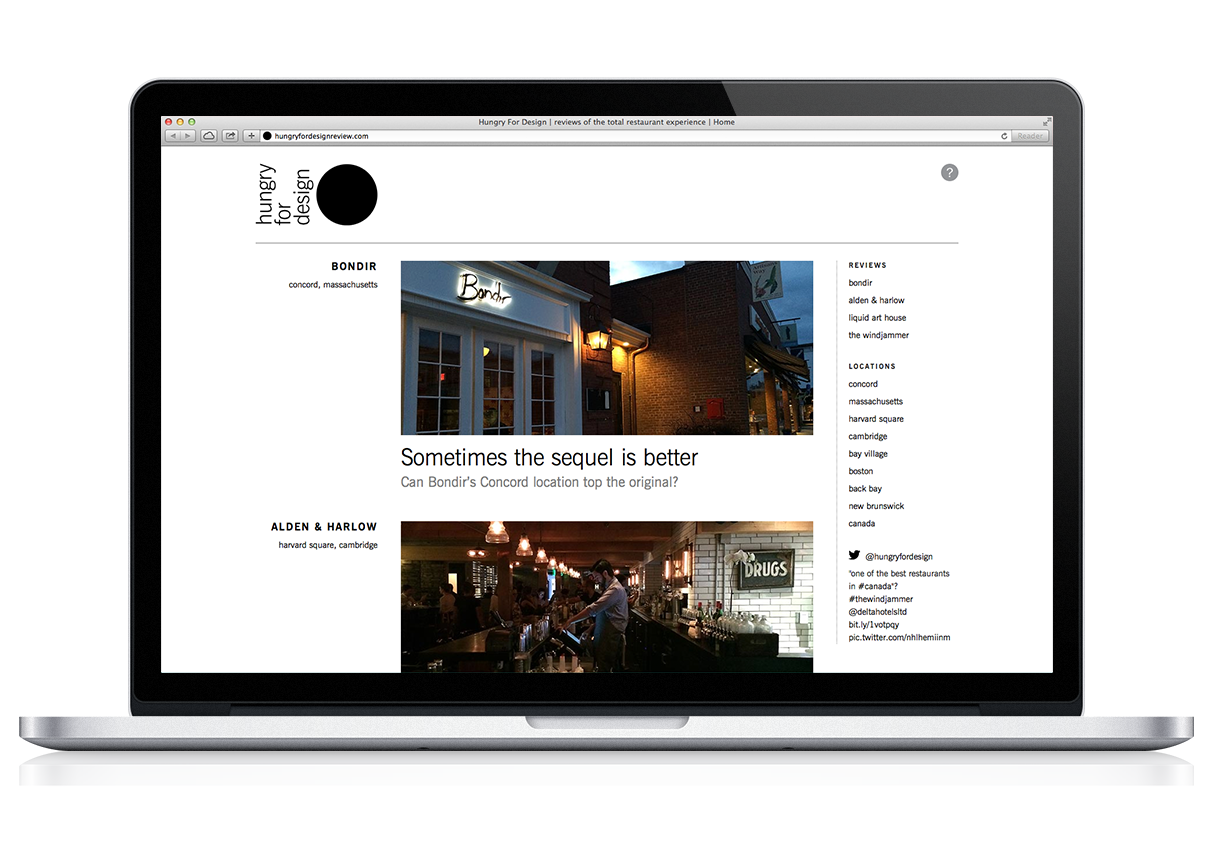 Hungry For Design | reviews of the total restaurant experience | Home
hungryfordesignreview.com
Reader
hungry
for
design
?
BONDIR
concord, massachusetts
Bondir
Sometimes the sequel is better
Can Bondir's Concord location top the original?
ALDEN & HARLOW
harvard square, cambridge
DRUGS
REVIEWS
bondir
alden & harlow
liquid art house
the windjammer
LOCATIONS
concord
massachusetts
harvard square
cambridge
bay village
boston
back bay
new brunswick
canada
@hungryfordesign
"one of the best restaurants
in #canada"?
#thewindjammer
@deltahotelsltd
bit.ly/1votpqy
pic.twitter.com/nhlhemiinm